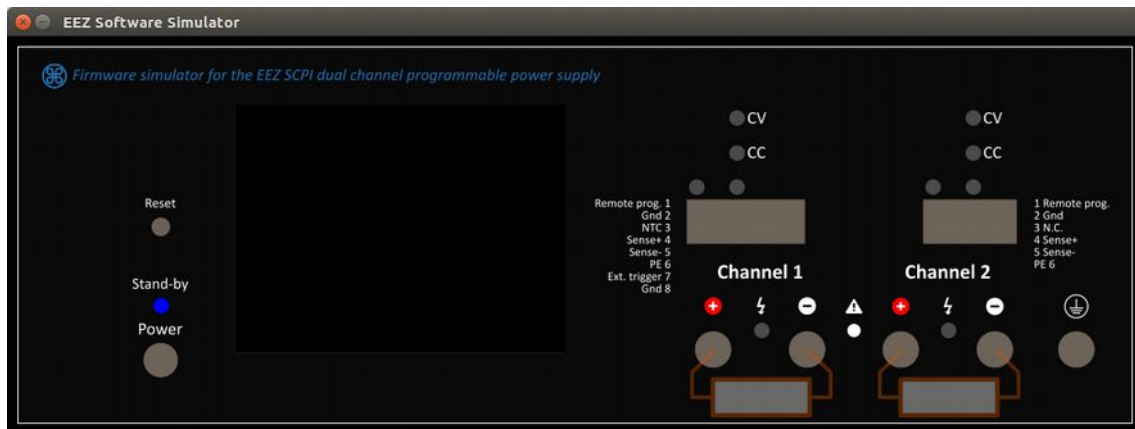 EEZ Software Simulator
Firmware simulator for the EEZ SCPI dual channel programmable power supply
CV
CV
CC
CC
Reset
Remote prog. 1
Gnd 2
NTC 3
Sense+ 4
Sense- 5
PE 6
Ext. trigger 7
Gnd 8
1 Remote prog.
2 Gnd
3 N.C.
4 Sense+
5 Sense-
PE 6
Channel 1
Channel 2
Stand-by
Power